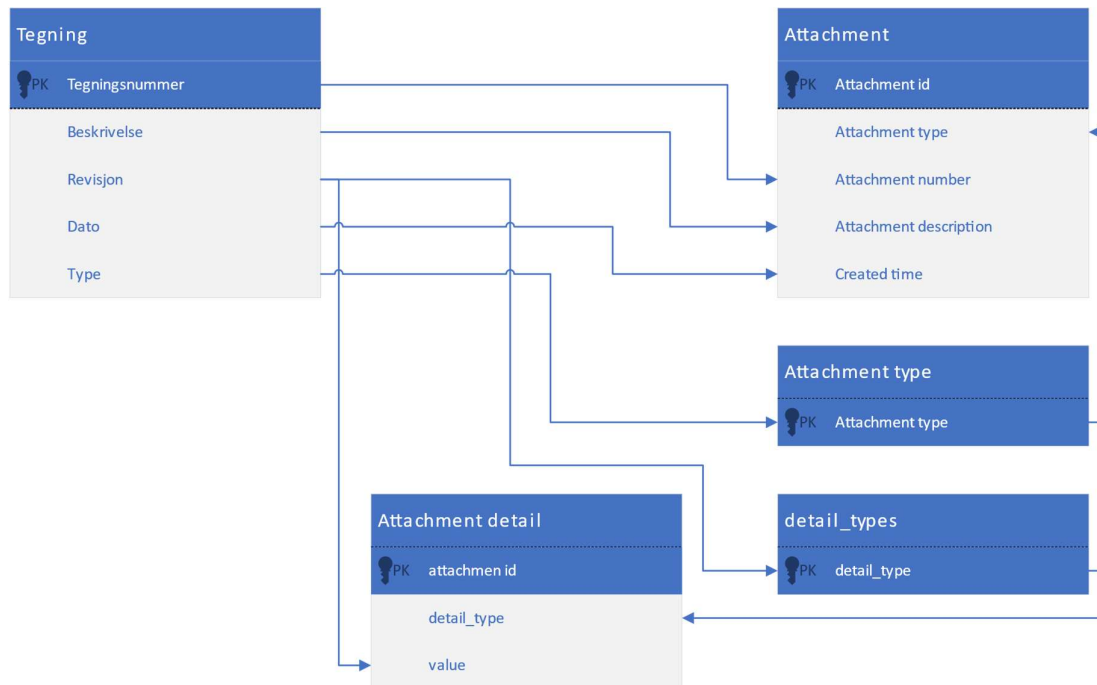 Tegning
PK Tegningsnummer
Beskrivelse
Revisjon
Dato
Type
Attachment
PK Attachment id
Attachment type
Attachment number
Attachment description
Created time
Attachment type
PK Attachment type
Attachment detail
PK attachmen id
detail_type
value
detail_types
PK detail_type